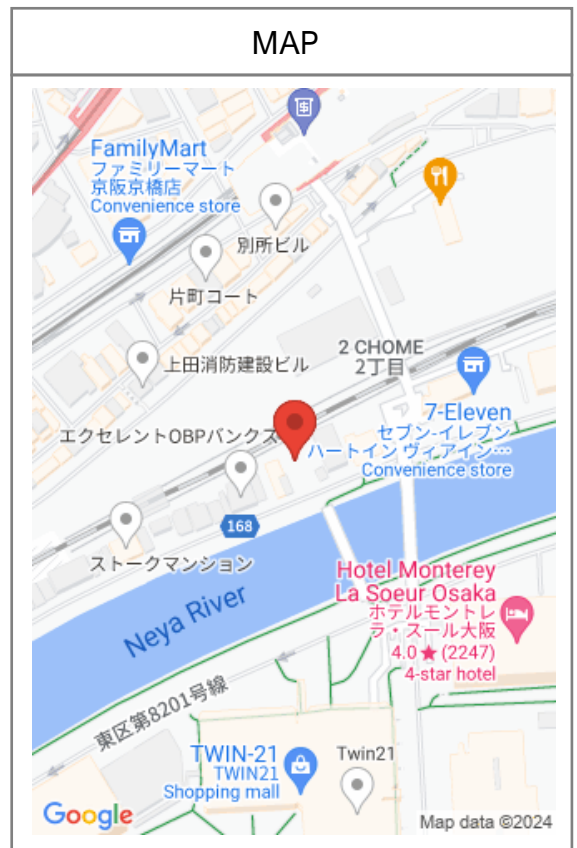 MAP
FamilyMart
ファミリーマート
京阪京橋店
Convenience store
別所ビル
片町コート
上田消防建設ビル
2 CHOME
2丁目
7-Eleven
セブン-イレブン
ハートイン ヴィアイン…
Convenience store
エクセレントOBPバンクス
168
ストークマンション
Neya River
Hotel Monterey
La Soeur Osaka
ホテルモントレ
ラ・スール大阪
4.0★(2247)
4-star hotel
東区第8201号線
TWIN-21
TWIN21
Shopping mall
Twin21
Google
Map data ©2024